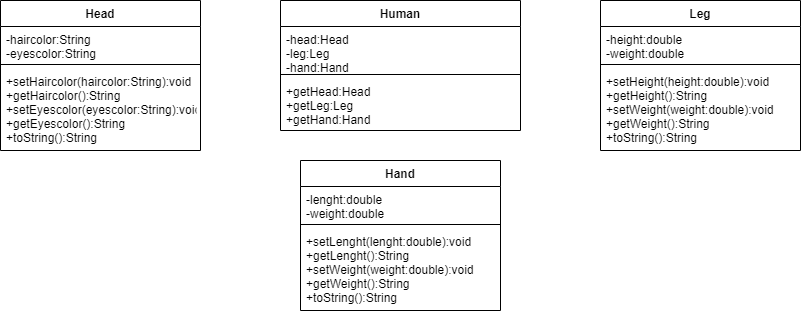 Head
-haircolor:String
-eyescolor:String
+setHaircolor(haircolor:String):void
+getHaircolor():String
+setEyescolor(eyescolor:String):voi
+getEyescolor():String
+toString():String
Human
-head:Head
-leg:Leg
-hand:Hand
+getHead:Head
+getLeg:Leg
+getHand:Hand
Leg
-height:double
-weight:double
+setHeight(height:double):void
+getHeight():String
+setWeight(weight:double):void
+getWeight():String
+toString():String
Hand
-lenght:double
-weight:double
+setLenght(lenght:double):void
+getLenght():String
+setWeight(weight:double):void
+getWeight():String
+toString():String